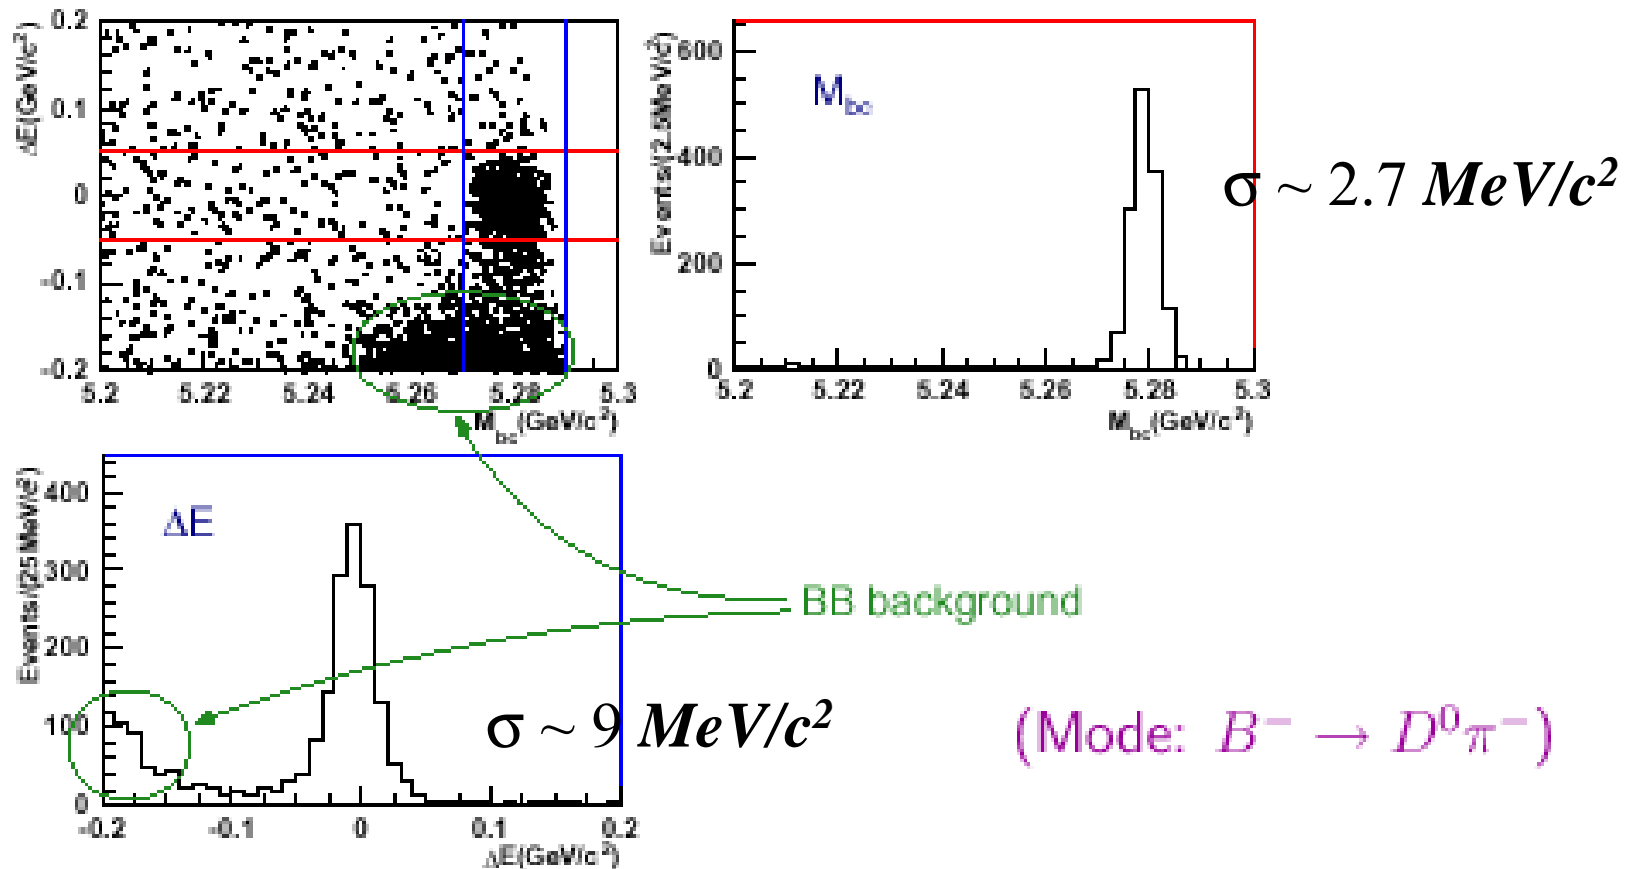 ΔE(GeV/c²)
0.2
0.1
0
-0.1
-0.2
5.2 5.22 5.24 5.26 5.28 5.3
M_bc(GeV/c²)
Events/(2.5MeV/c²)
600
400
200
0
M_bc
5.2 5.22 5.24 5.26 5.28 5.3
M_bc(GeV/c²)
σ ~ 2.7 MeV/c²
Events/(25MeV/c²)
400
300
200
100
0
ΔE
-0.2 -0.1 0 0.1 0.2
ΔE(GeV/c²)
σ ~ 9 MeV/c²
BB background
(Mode: B⁻ → D⁰π⁻)